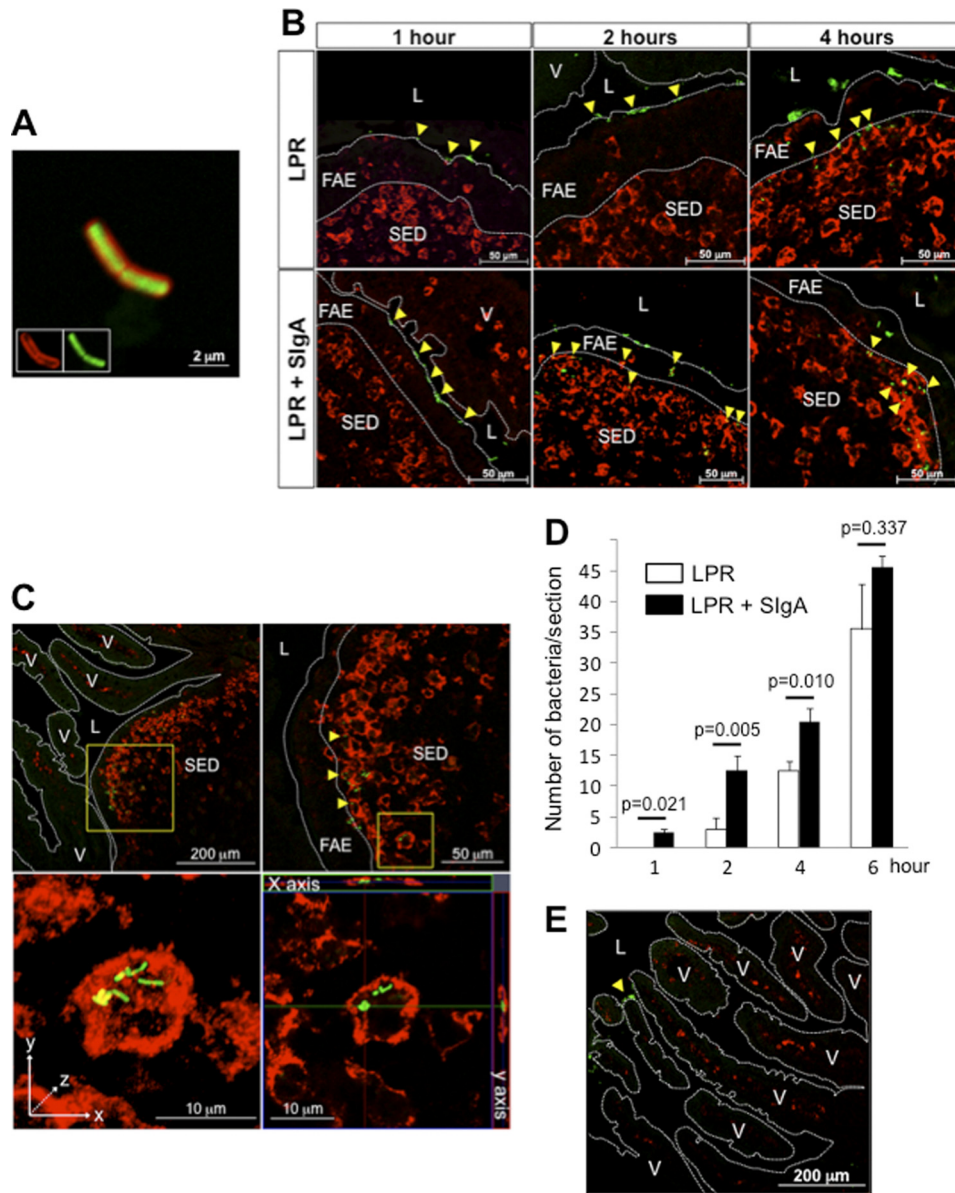 A
2 µm
B
1 hour
2 hours
4 hours
LPR
L
FAE
SED
50 µm
V
L
FAE
SED
50 µm
L
FAE
SED
50 µm
LPR + SIgA
FAE
V
SED
L
50 µm
L
FAE
SED
50 µm
FAE
L
SED
50 µm
C
V
V
L
V
SED
V
200 µm
L
FAE
50 µm
y
z
x
10 µm
X axis
Y axis
10 µm
D
Number of bacteria/section
45
40
35
30
25
20
15
10
5
0
LPR
LPR + SIgA
p=0.021
p=0.005
p=0.010
p=0.337
1
2
4
6
hour
E
L
V
V
V
V
V
V
V
V
200 µm